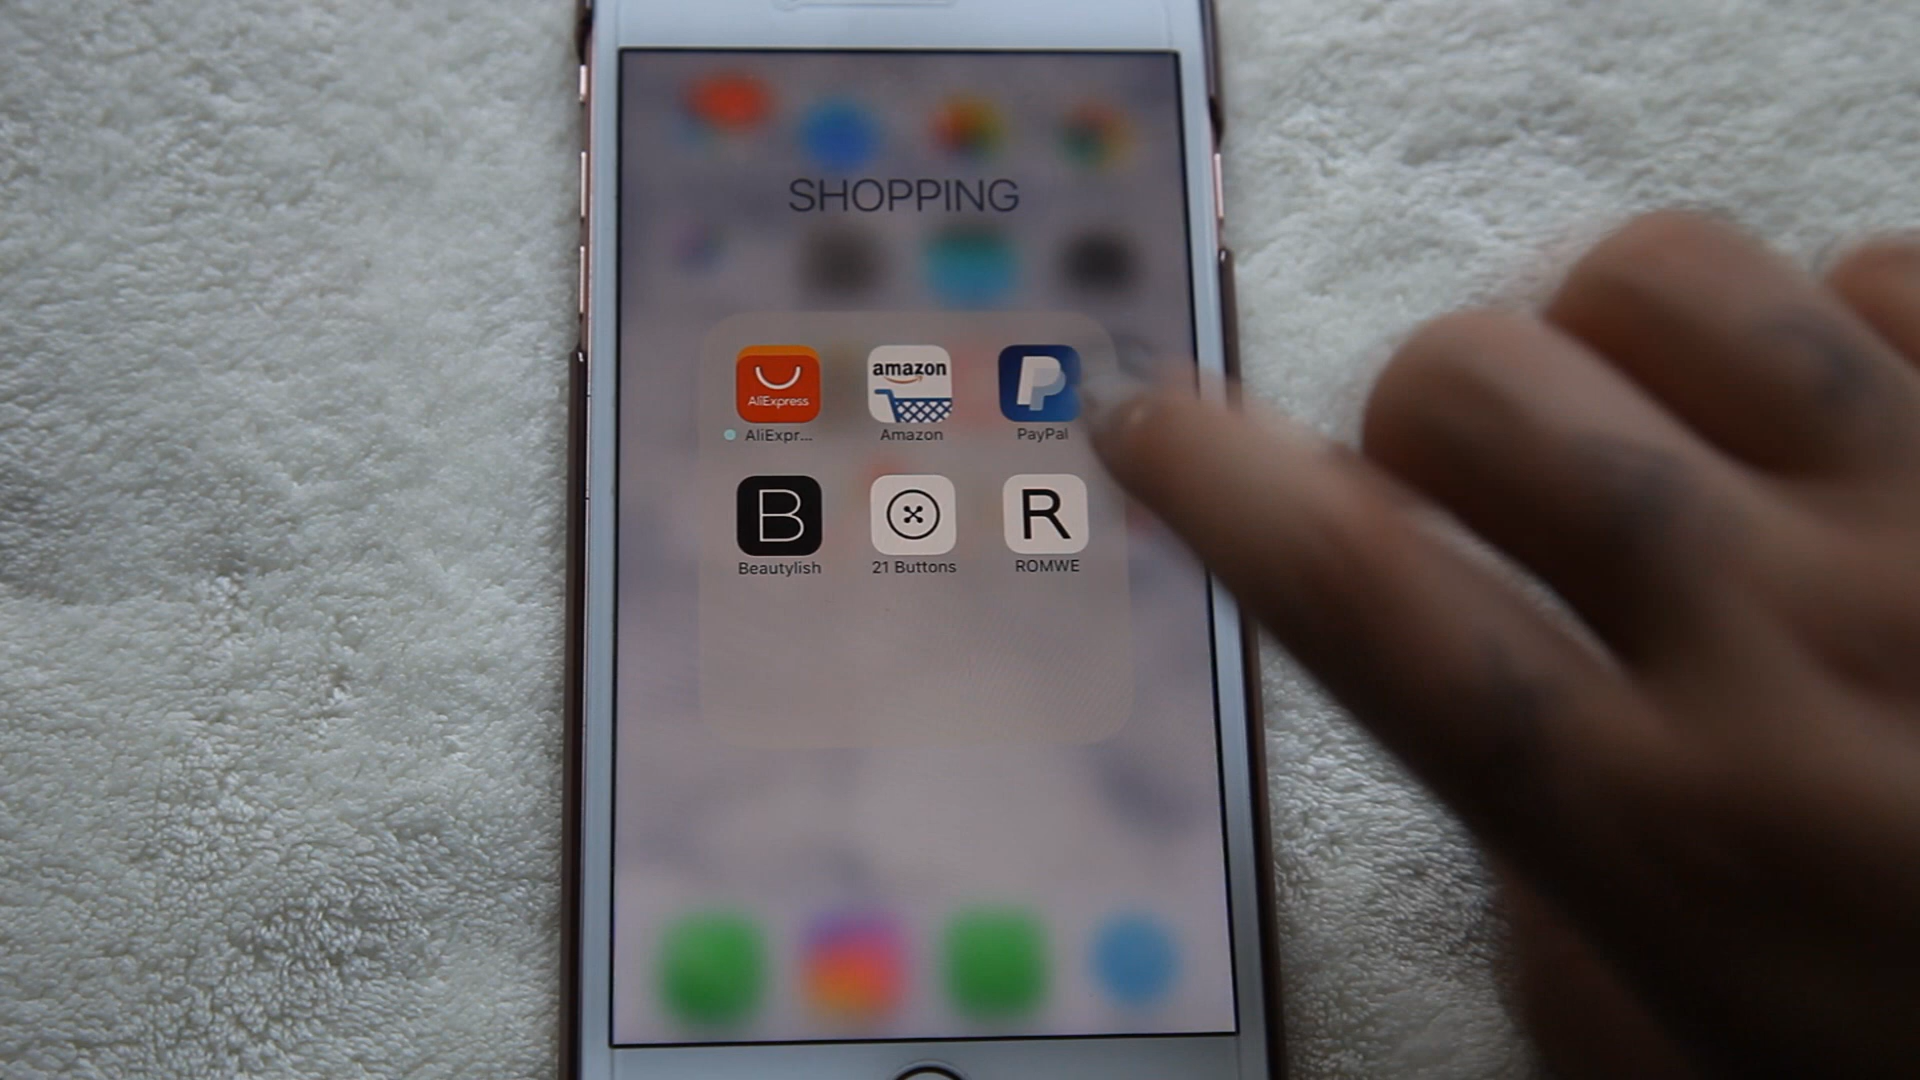 SHOPPING
AliExpress
amazon
P
AliExpr... Amazon PayPal
B
R
Beautylish 21 Buttons ROMWE